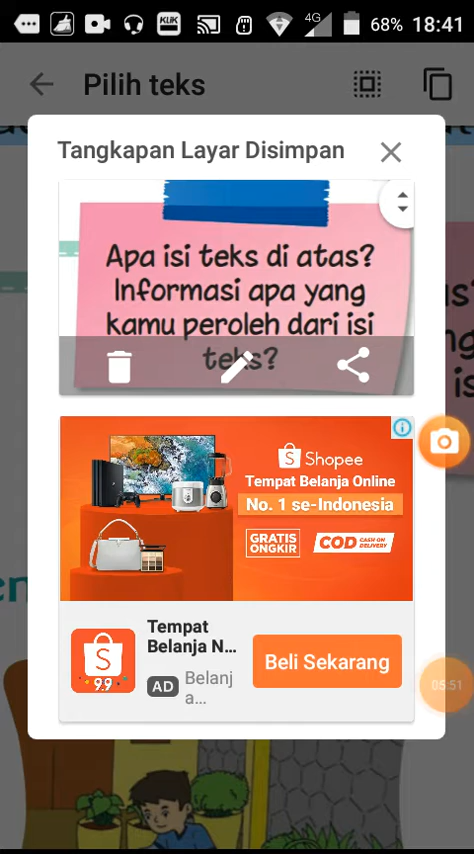 KLIK
4G
68% 18:41
Pilih teks
Tangkapan Layar Disimpan
Apa isi teks di atas?
Informasi apa yang
kamu peroleh dari isi
teks?
S Shopee
Tempat Belanja Online
No. 1 se-Indonesia
GRATIS
ONGKIR
COD CASH ON
DELIVERY
S
9.9
Tempat
Belanja N...
AD Belanj
a...
Beli Sekarang
05:51